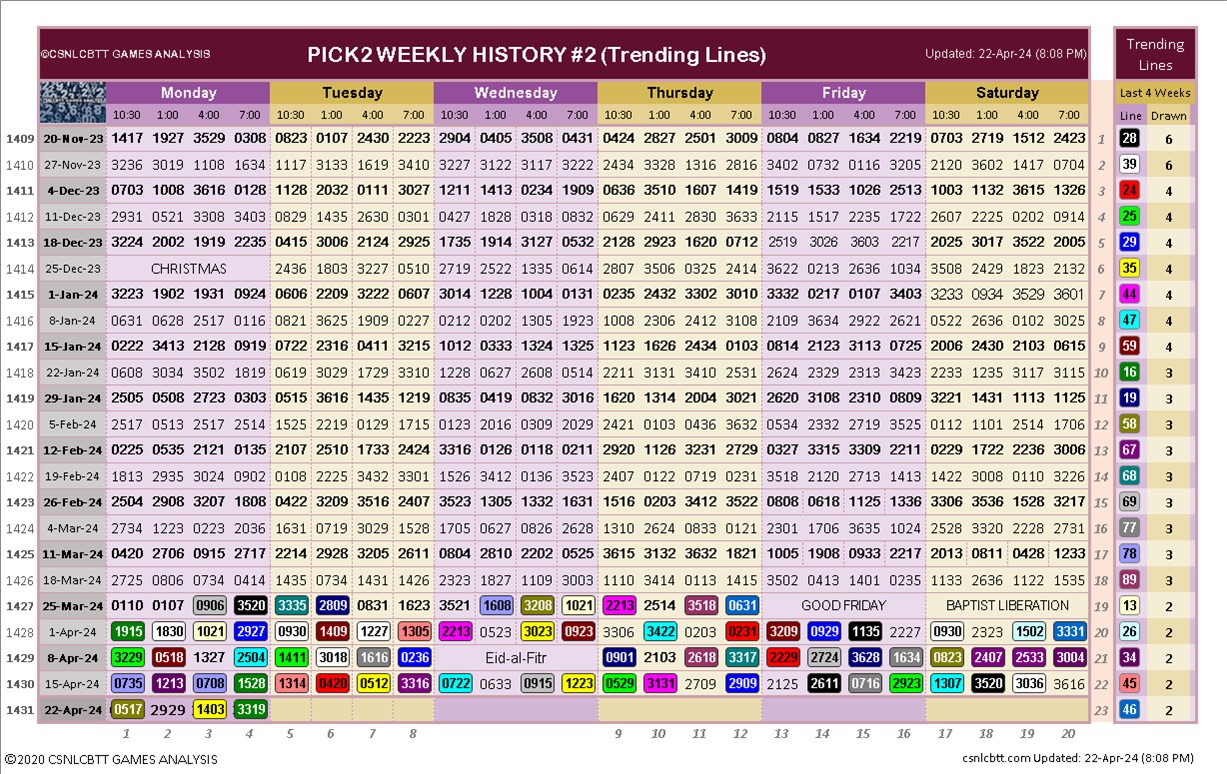 ©CSNLCBTT GAMES ANALYSIS PICK2 WEEKLY HISTORY #2 (Trending Lines) Updated: 22-Apr-24 (8:08 PM) Trending Lines
Monday Tuesday Wednesday Thursday Friday Saturday Last 4 Weeks
10:30 1:00 4:00 7:00 10:30 1:00 4:00 7:00 10:30 1:00 4:00 7:00 10:30 1:00 4:00 7:00 10:30 1:00 4:00 7:00 10:30 1:00 4:00 7:00 Line Drawn
1409 20-Nov-23 1417 1927 3529 0308 0823 0107 2430 2223 2904 0405 3508 0431 0424 2827 2501 3009 0804 0827 1634 2219 0703 2719 1512 2423 1 28 6
1410 27-Nov-23 3236 3019 1108 1634 1117 3133 1619 3410 3227 3122 3117 3222 2434 3328 1316 2816 3402 0732 0116 3205 2120 3602 1417 0704 2 39 6
1411 4-Dec-23 0703 1008 3616 0128 1128 2032 0111 3027 1211 1413 0234 1909 0636 3510 1607 1419 1519 1533 1026 2513 1003 1132 3615 1326 3 24 4
1412 11-Dec-23 2931 0521 3308 3403 0829 1435 2630 0301 0427 1828 0318 0832 0629 2411 2830 3633 2115 1517 2235 1722 2607 2225 0202 0914 4 25 4
1413 18-Dec-23 3224 2002 1919 2235 0415 3006 2124 2925 1735 1914 3127 0532 2128 2923 1620 0712 2519 3026 3603 2217 2025 3017 3522 2005 5 29 4
1414 25-Dec-23 CHRISTMAS 2436 1803 3227 0513 2719 2522 1335 0614 2807 3506 0325 2414 3622 0213 2636 1034 3508 2429 1823 2132 6 35 4
1415 1-Jan-24 3223 1902 1931 0924 0606 2209 3222 0603 3014 1228 1004 0131 0235 2432 3302 3010 3332 0217 0107 3403 3233 0934 3529 3601 7 44 4
1416 8-Jan-24 0631 0628 2517 0116 0821 3625 1909 0227 0212 0202 1305 1923 1008 2306 2412 3108 2109 3634 2922 2621 0522 2636 0102 3025 8 47 4
1417 15-Jan-24 0222 3413 2128 0919 0722 2316 0411 3215 1012 0333 1324 1325 1123 1626 2434 0103 0814 2123 3113 0725 2006 2430 2103 0615 9 59 4
1418 22-Jan-24 0608 3034 3502 1819 0619 3029 1729 3310 1228 0627 2608 0514 2211 3131 3410 2531 2624 2329 2313 3423 2233 1235 3117 3115 10 16 3
1419 29-Jan-24 2505 0508 2723 0303 0515 3616 1435 1219 0835 0419 0832 3016 1620 1314 2004 3021 2620 3108 2310 0809 3221 1431 1113 1125 11 19 3
1420 5-Feb-24 2517 0513 2517 2514 1525 2219 0129 1718 0123 2016 0309 2029 2421 0103 0436 3632 0534 2332 2719 3525 0112 1101 2514 1706 12 58 3
1421 12-Feb-24 0225 0535 2121 0135 2107 2510 1733 2424 3316 0126 0118 0211 2920 1126 3231 2729 0327 3315 3309 2211 0229 1722 2236 3006 13 67 3
1422 19-Feb-24 1813 2935 3024 0902 0108 2225 3432 3301 1526 3412 0136 3523 2407 0122 0719 0231 3518 2120 2713 1413 1422 3008 0110 3226 14 68 3
1423 26-Feb-24 2504 2908 3207 1808 0422 3209 3516 2407 3523 1305 1332 1631 1516 0203 3412 3522 0808 0618 1125 1336 3306 3536 1528 3217 15 69 3
1424 4-Mar-24 2734 1223 0223 2036 1631 0719 3029 1528 1705 0627 0826 2628 1310 2624 0833 0121 2301 1706 3635 1024 2528 3320 2228 2731 16 77 3
1425 11-Mar-24 0420 2706 0915 2717 2214 2928 3205 2611 0804 2810 2202 0525 3615 3132 3632 1821 1005 1908 0933 2217 2013 0811 0428 1233 17 78 3
1426 18-Mar-24 2725 0806 0734 0414 1435 0734 1431 1426 2323 1827 1109 3003 1110 3414 0113 1415 3502 0413 1401 0235 1133 2636 1122 1535 18 89 3
1427 25-Mar-24 0110 0107 0906 3520 3335 2809 0831 1623 3521 1608 3208 1021 2213 2514 3518 0631 GOOD FRIDAY BAPTIST LIBERATION 19 13 2
1428 1-Apr-24 1915 1830 1021 2927 0930 1409 1227 1305 2213 0523 3023 0923 3306 3422 0203 0231 3209 0929 1135 2227 0930 2323 1502 3331 20 26 2
1429 8-Apr-24 3229 0518 1327 2504 1411 3018 1616 0236 Eid-al-Fitr 0901 2103 2618 3317 2229 2724 3628 1634 0823 2407 2533 3004 21 34 2
1430 15-Apr-24 0735 1213 0708 1528 1314 0420 0512 3316 0722 0633 0915 1223 0529 3131 2709 2909 2125 2611 0716 2923 1307 3520 3036 3616 22 45 2
1431 22-Apr-24 0517 2929 1403 3319 23 46 2
1 2 3 4 5 6 7 8 9 10 11 12 13 14 15 16 17 18 19 20
©2020 CSNLCBTT GAMES ANALYSIS csnlcbtt.com Updated: 22-Apr-24 (8:08 PM)